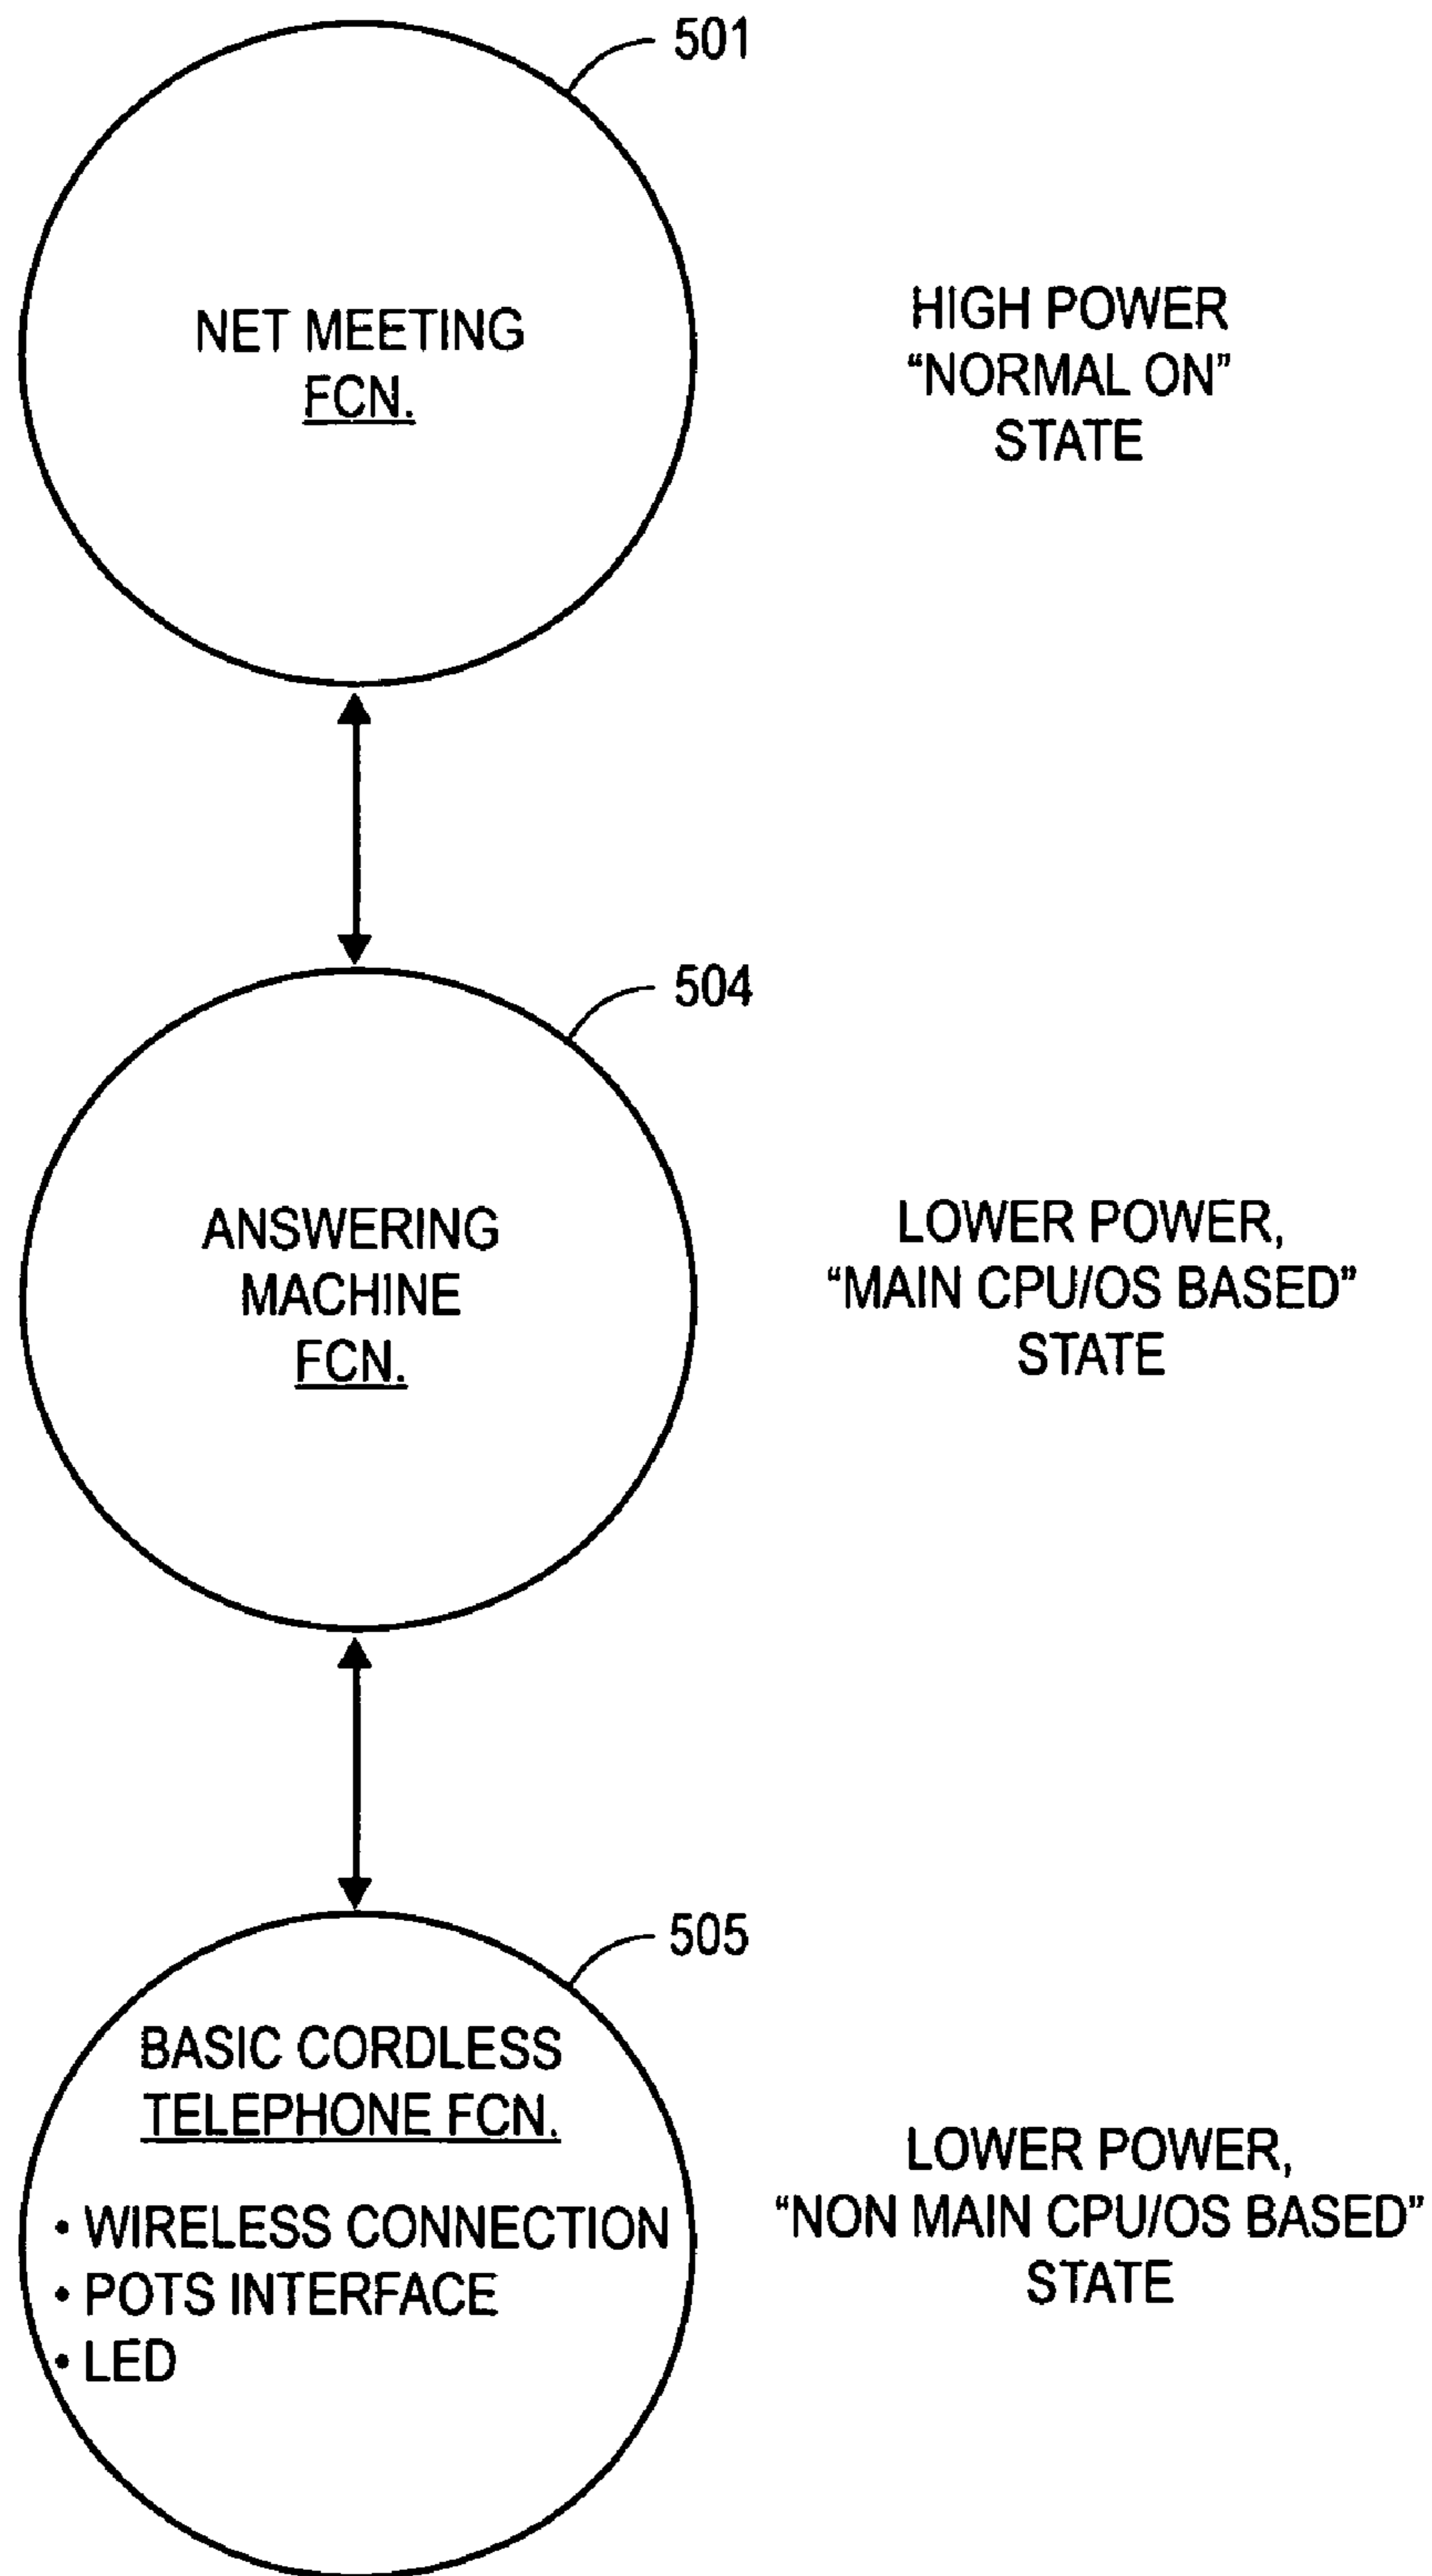 501
NET MEETING
FCN.
HIGH POWER
“NORMAL ON”
STATE
504
ANSWERING
MACHINE
FCN.
LOWER POWER,
“MAIN CPU/OS BASED”
STATE
505
BASIC CORDLESS
TELEPHONE FCN.
• WIRELESS CONNECTION
• POTS INTERFACE
• LED
LOWER POWER,
“NON MAIN CPU/OS BASED”
STATE